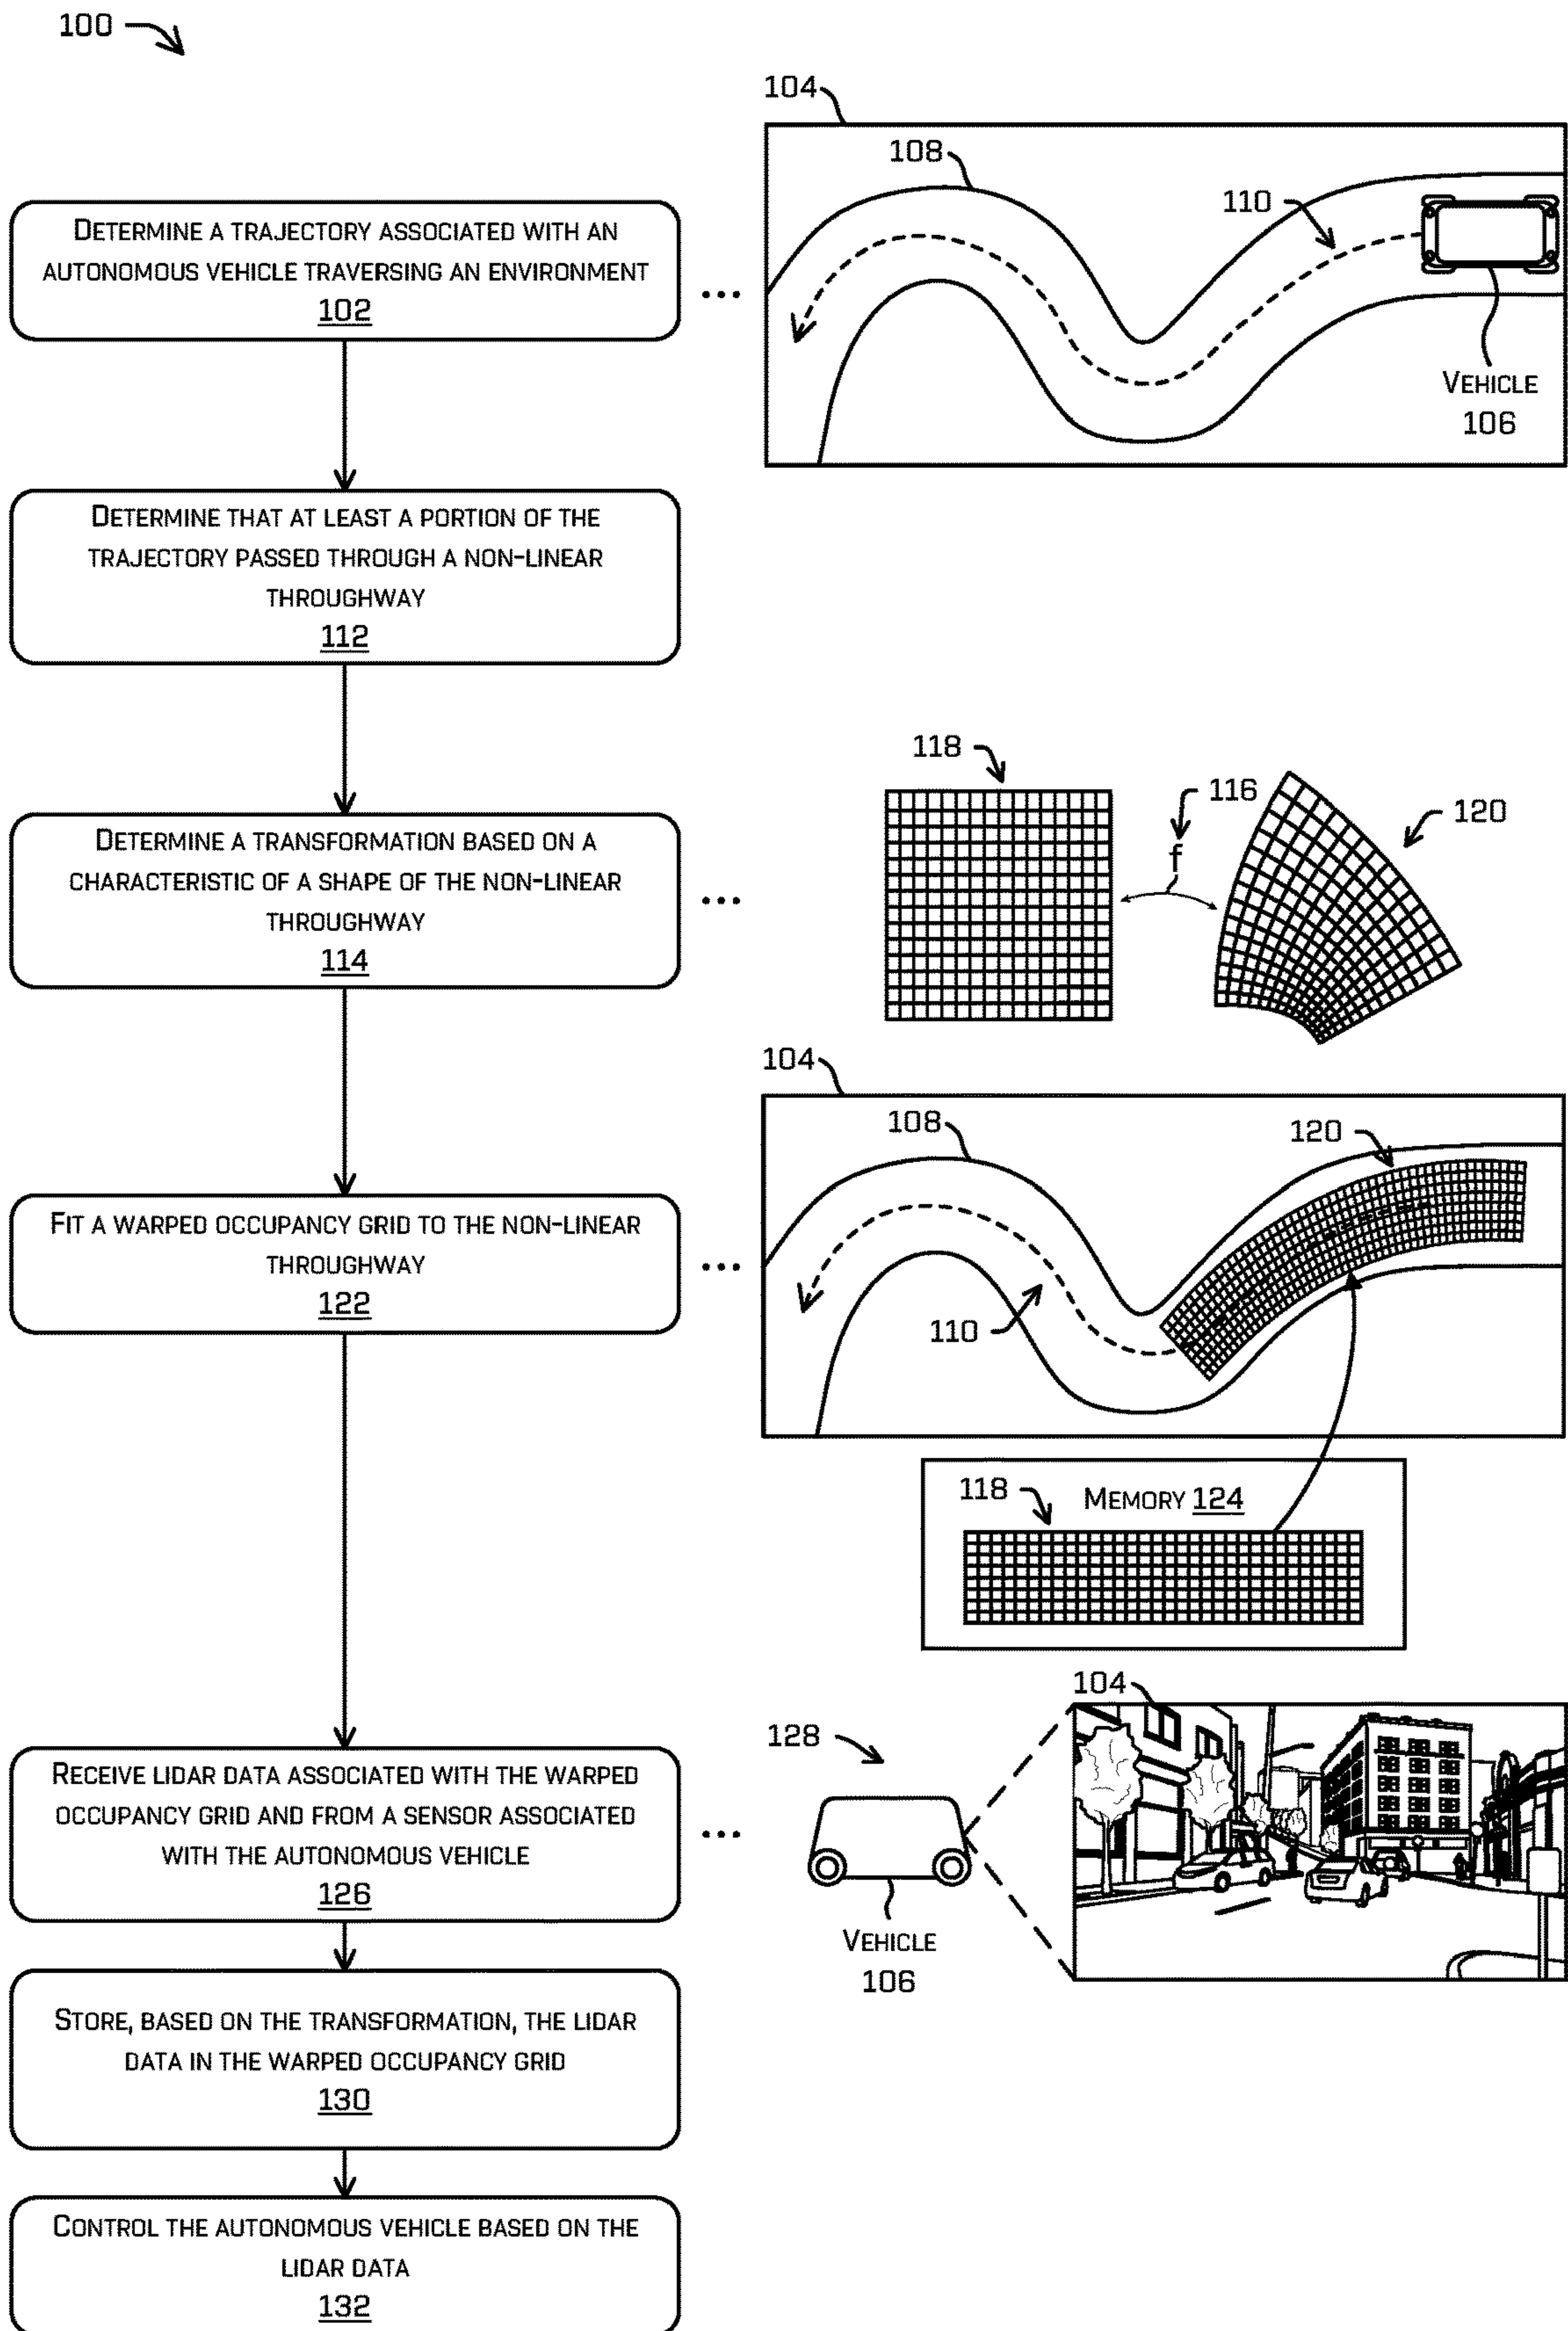 100
104
108
110
DETERMINE A TRAJECTORY ASSOCIATED WITH AN
AUTONOMOUS VEHICLE TRAVERSING AN ENVIRONMENT
102
...
VEHICLE
106
DETERMINE THAT AT LEAST A PORTION OF THE
TRAJECTORY PASSED THROUGH A NON-LINEAR
THROUGHWAY
112
118
116
120
f
DETERMINE A TRANSFORMATION BASED ON A
CHARACTERISTIC OF A SHAPE OF THE NON-LINEAR
THROUGHWAY
114
...
104
108
120
110
FIT A WARPED OCCUPANCY GRID TO THE NON-LINEAR
THROUGHWAY
122
...
118
MEMORY 124
104
128
RECEIVE LIDAR DATA ASSOCIATED WITH THE WARPED
OCCUPANCY GRID AND FROM A SENSOR ASSOCIATED
WITH THE AUTONOMOUS VEHICLE
126
...
VEHICLE
106
STORE, BASED ON THE TRANSFORMATION, THE LIDAR
DATA IN THE WARPED OCCUPANCY GRID
130
CONTROL THE AUTONOMOUS VEHICLE BASED ON THE
LIDAR DATA
132